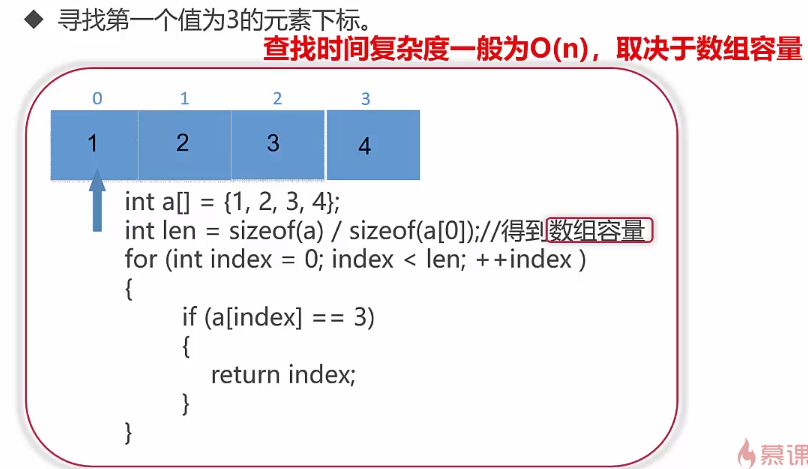 ◆ 寻找第一个值为3的元素下标。
查找时间复杂度一般为O(n)，取决于数组容量
0 1 2 3
1 2 3 4
int a[] = {1, 2, 3, 4};
int len = sizeof(a) / sizeof(a[0]);//得到数组容量
for (int index = 0; index < len; ++index )
{
if (a[index] == 3)
{
return index;
}
}
慕课